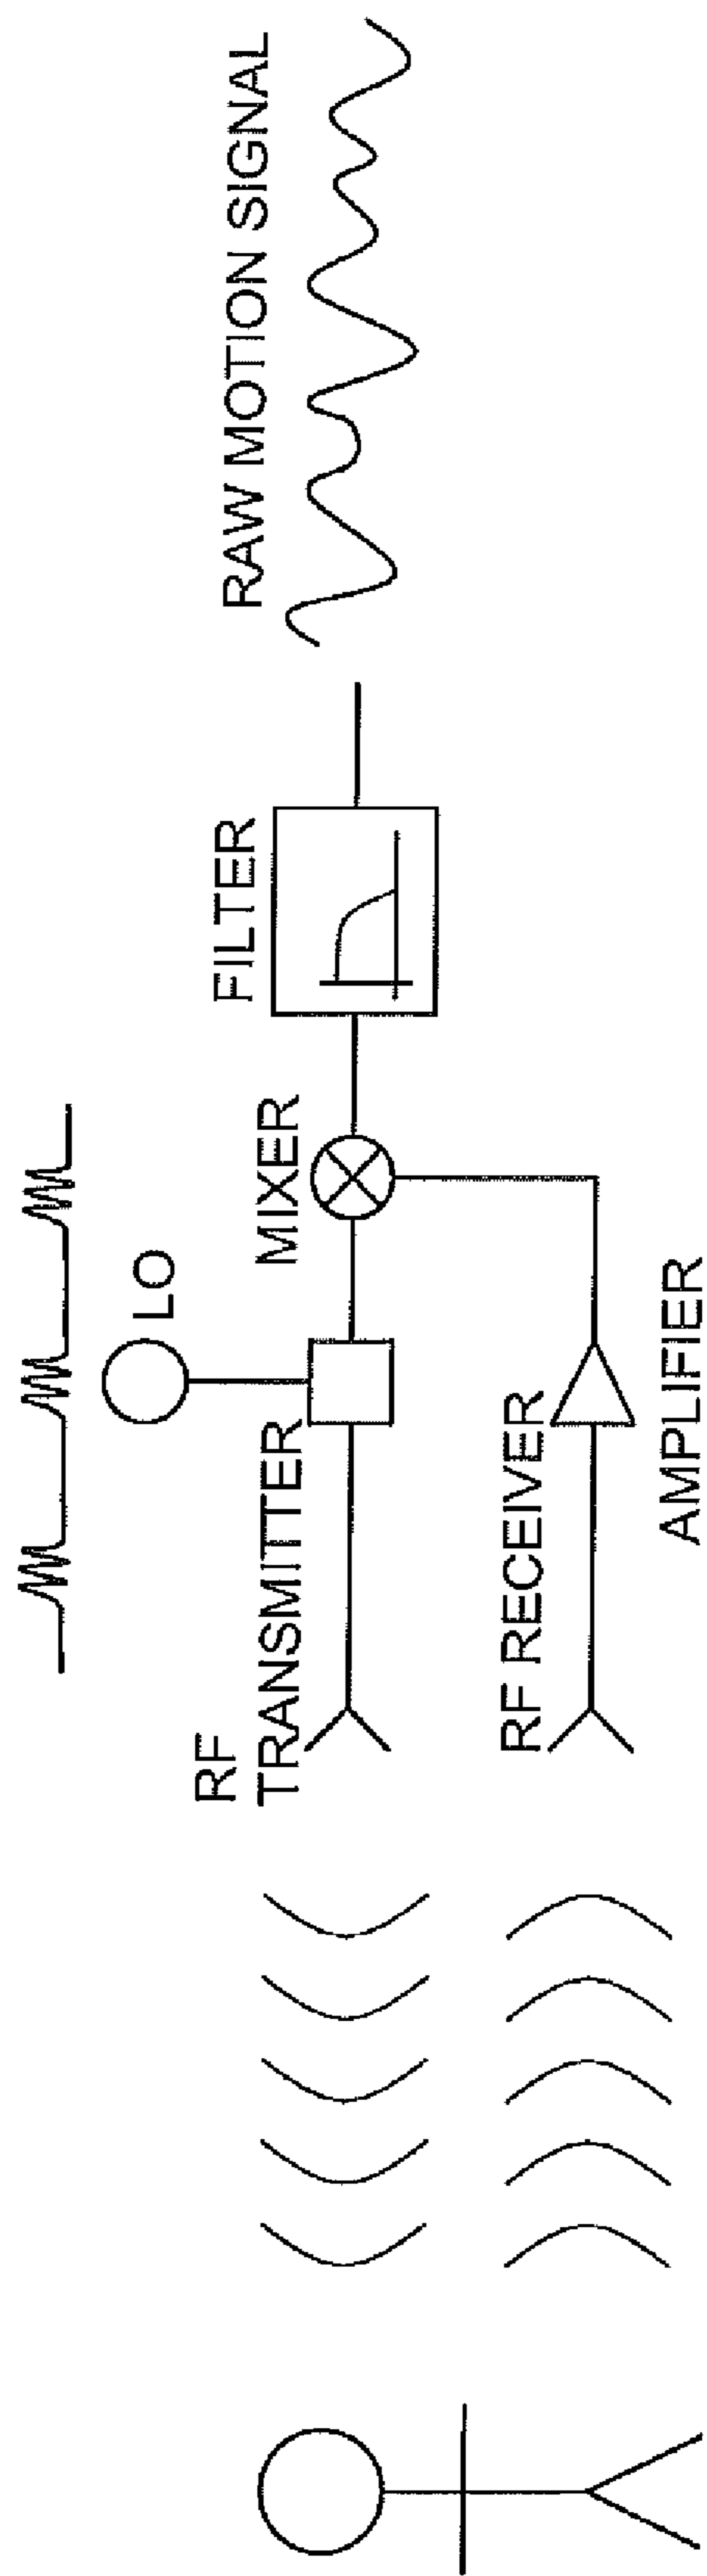 LO
RF
TRANSMITTER
MIXER
FILTER
RAW MOTION SIGNAL
RF RECEIVER
AMPLIFIER